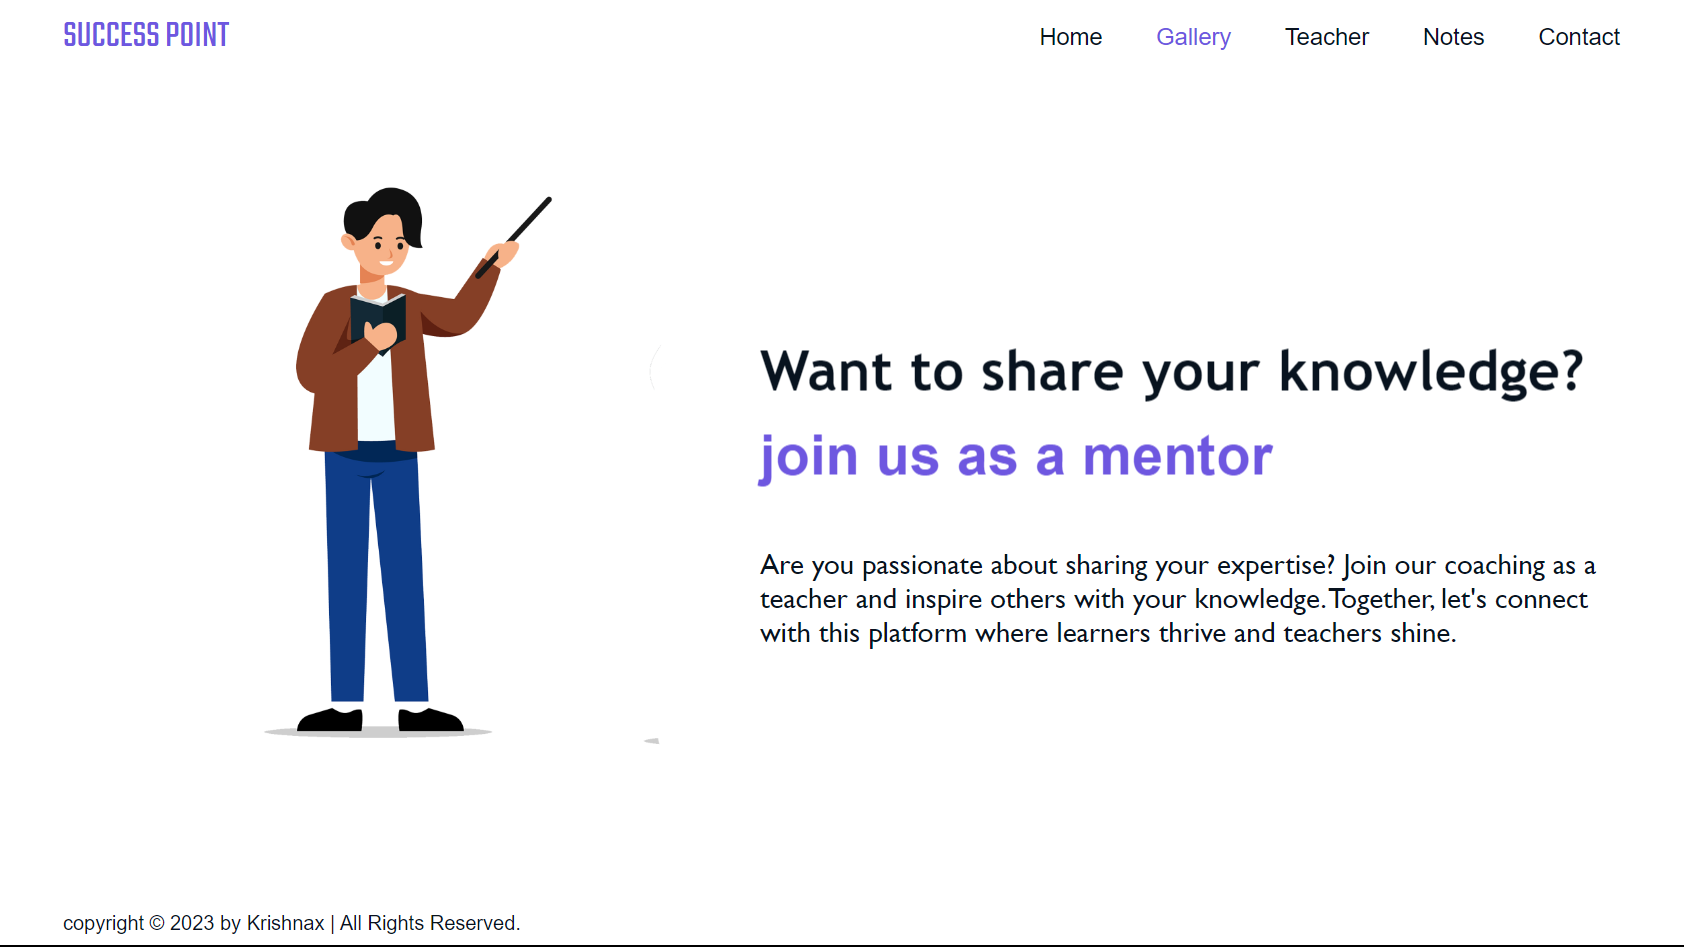 SUCCESS POINT
Home Gallery Teacher Notes Contact
Want to share your knowledge?
join us as a mentor
Are you passionate about sharing your expertise? Join our coaching as a
teacher and inspire others with your knowledge. Together, let's connect
with this platform where learners thrive and teachers shine.
copyright © 2023 by Krishnax | All Rights Reserved.